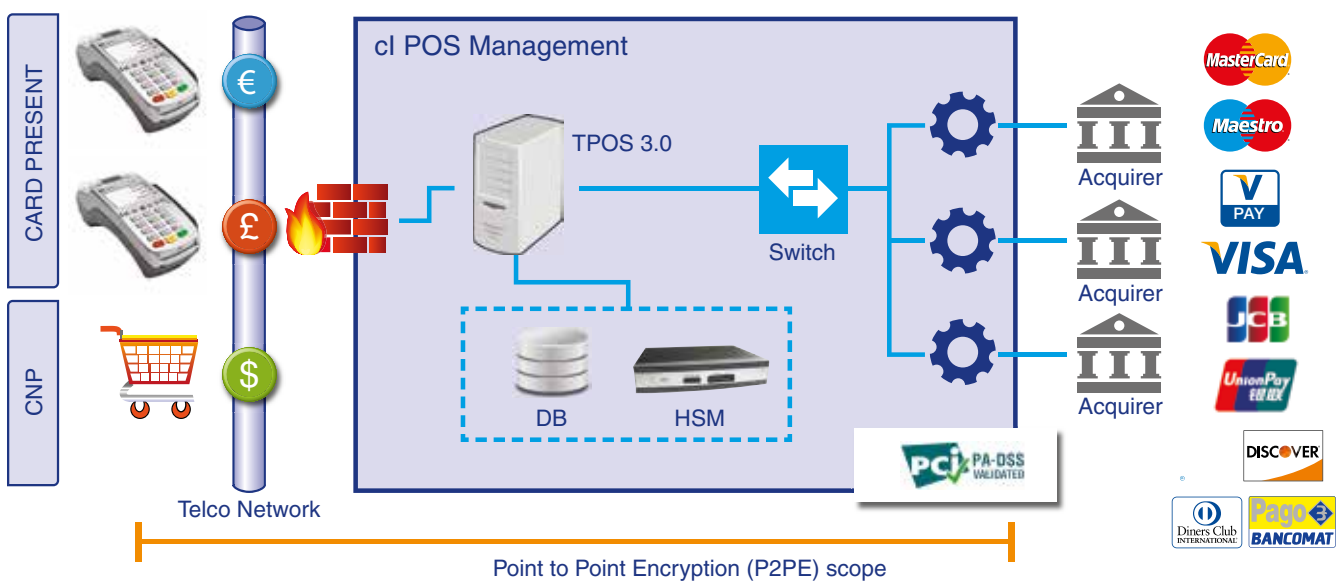 CARD PRESENT
CNP
€
£
$
Telco Network
cI POS Management
TPOS 3.0
Switch
DB
HSM
PCI PA-DSS
VALIDATED
Acquirer
Acquirer
Acquirer
MasterCard
Maestro
V
PAY
VISA
JCB
UnionPay
银联
DISCOVER
Diners Club
INTERNATIONAL
Pago
BANCOMAT
Point to Point Encryption (P2PE) scope